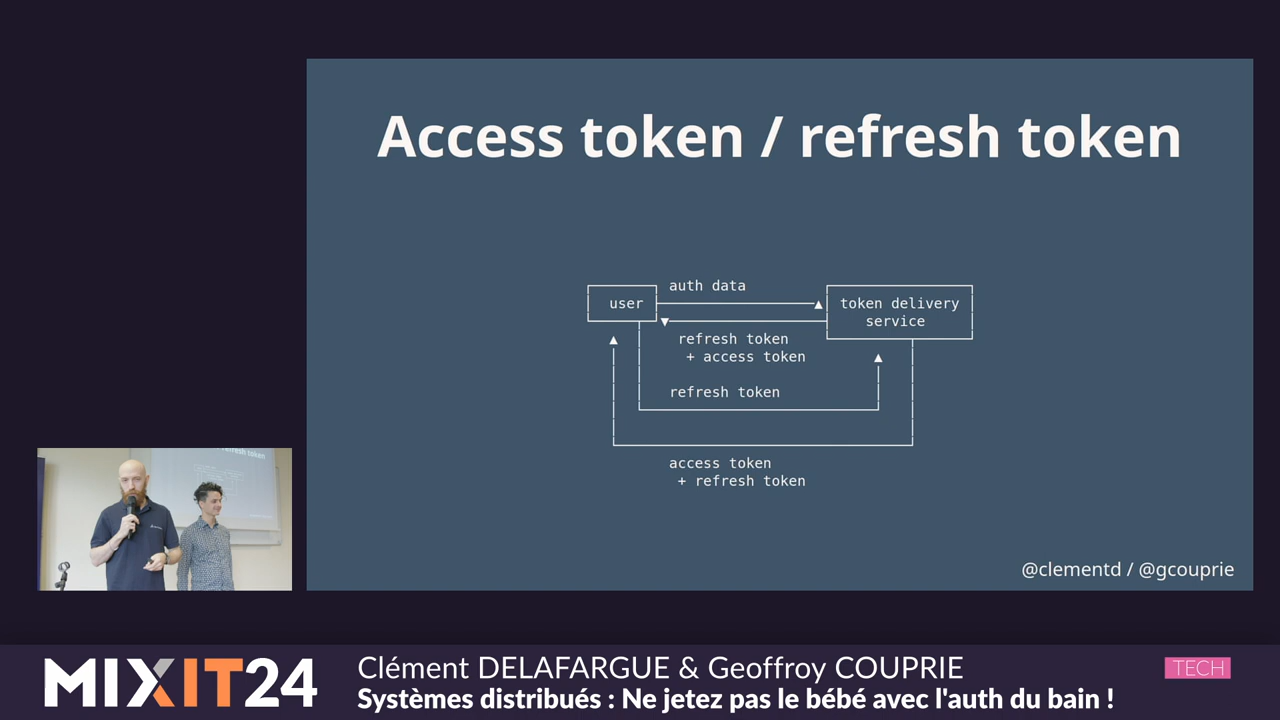 Access token / refresh token
auth data
user
token delivery
service
refresh token
+ access token
refresh token
access token
+ refresh token
@clementd / @gcouprie
MIXIT24
Clément DELAFARGUE & Geoffroy COUPRIE
TECH
Systèmes distribués : Ne jetez pas le bébé avec l'auth du bain !